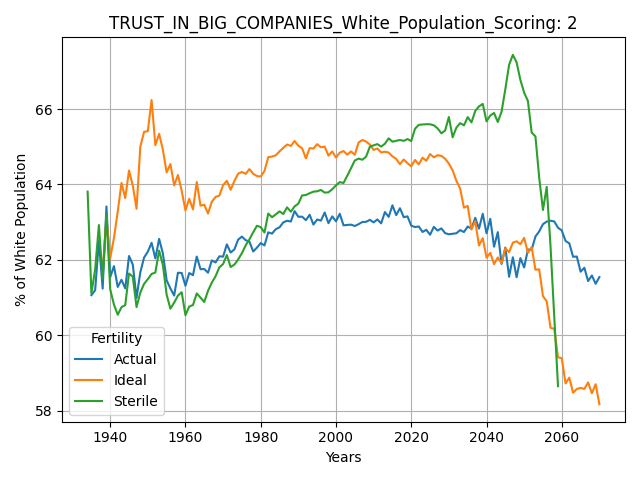 TRUST_IN_BIG_COMPANIES_White_Population_Scoring: 2
% of White Population
66
64
62
60
58
Fertility
Actual
Ideal
Sterile
1940 1960 1980 2000 2020 2040 2060
Years